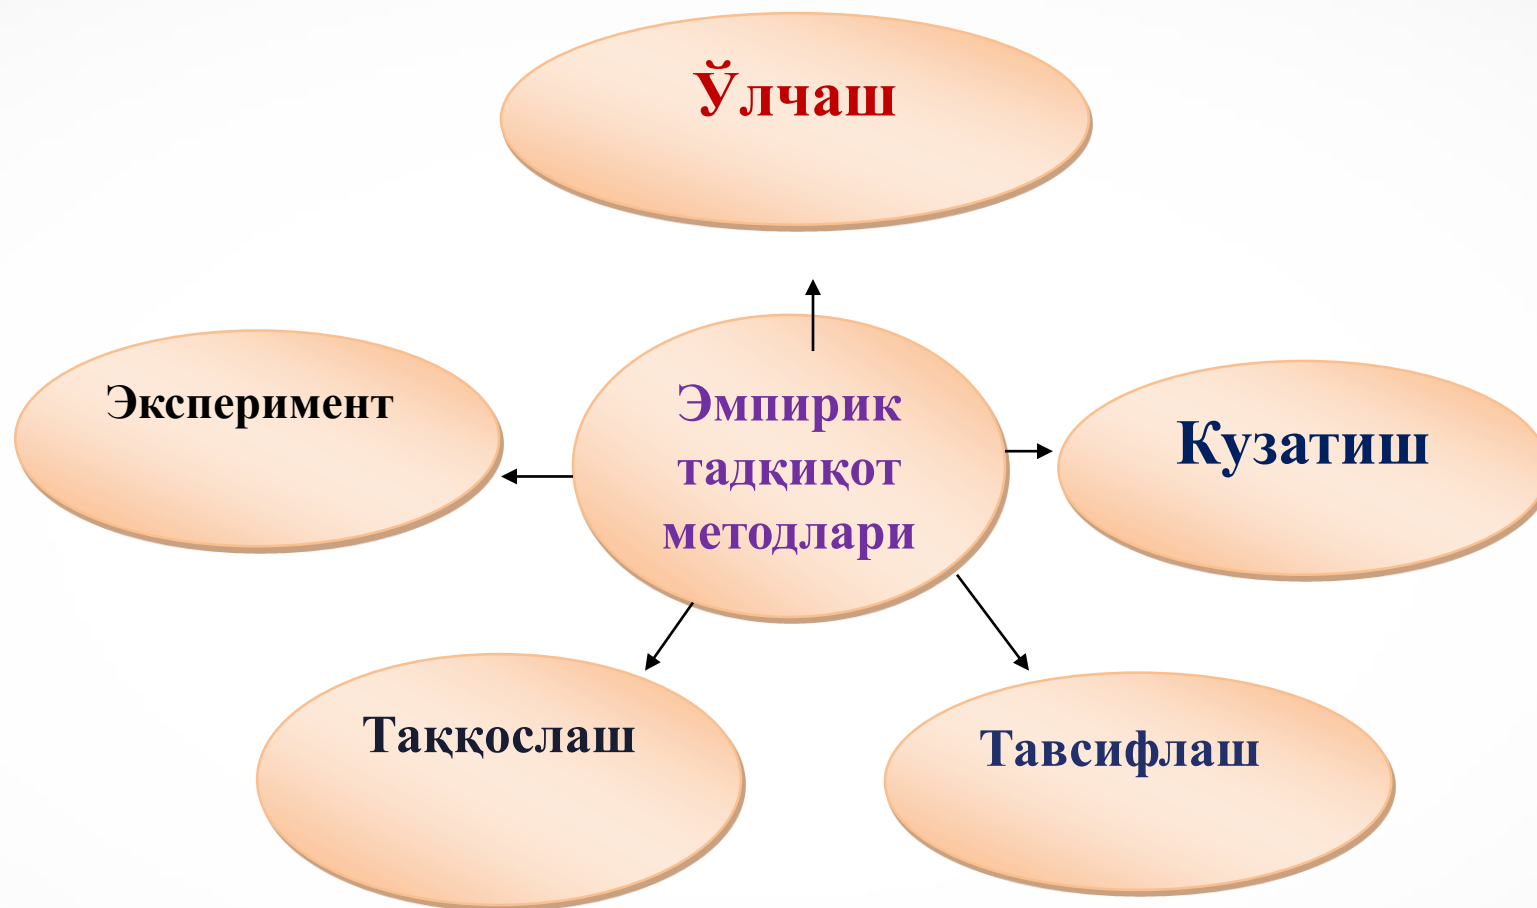 Ўлчаш
Эксперимент
Эмпирик
тадқиқот
методлари
Кузатиш
Таққослаш
Тавсифлаш